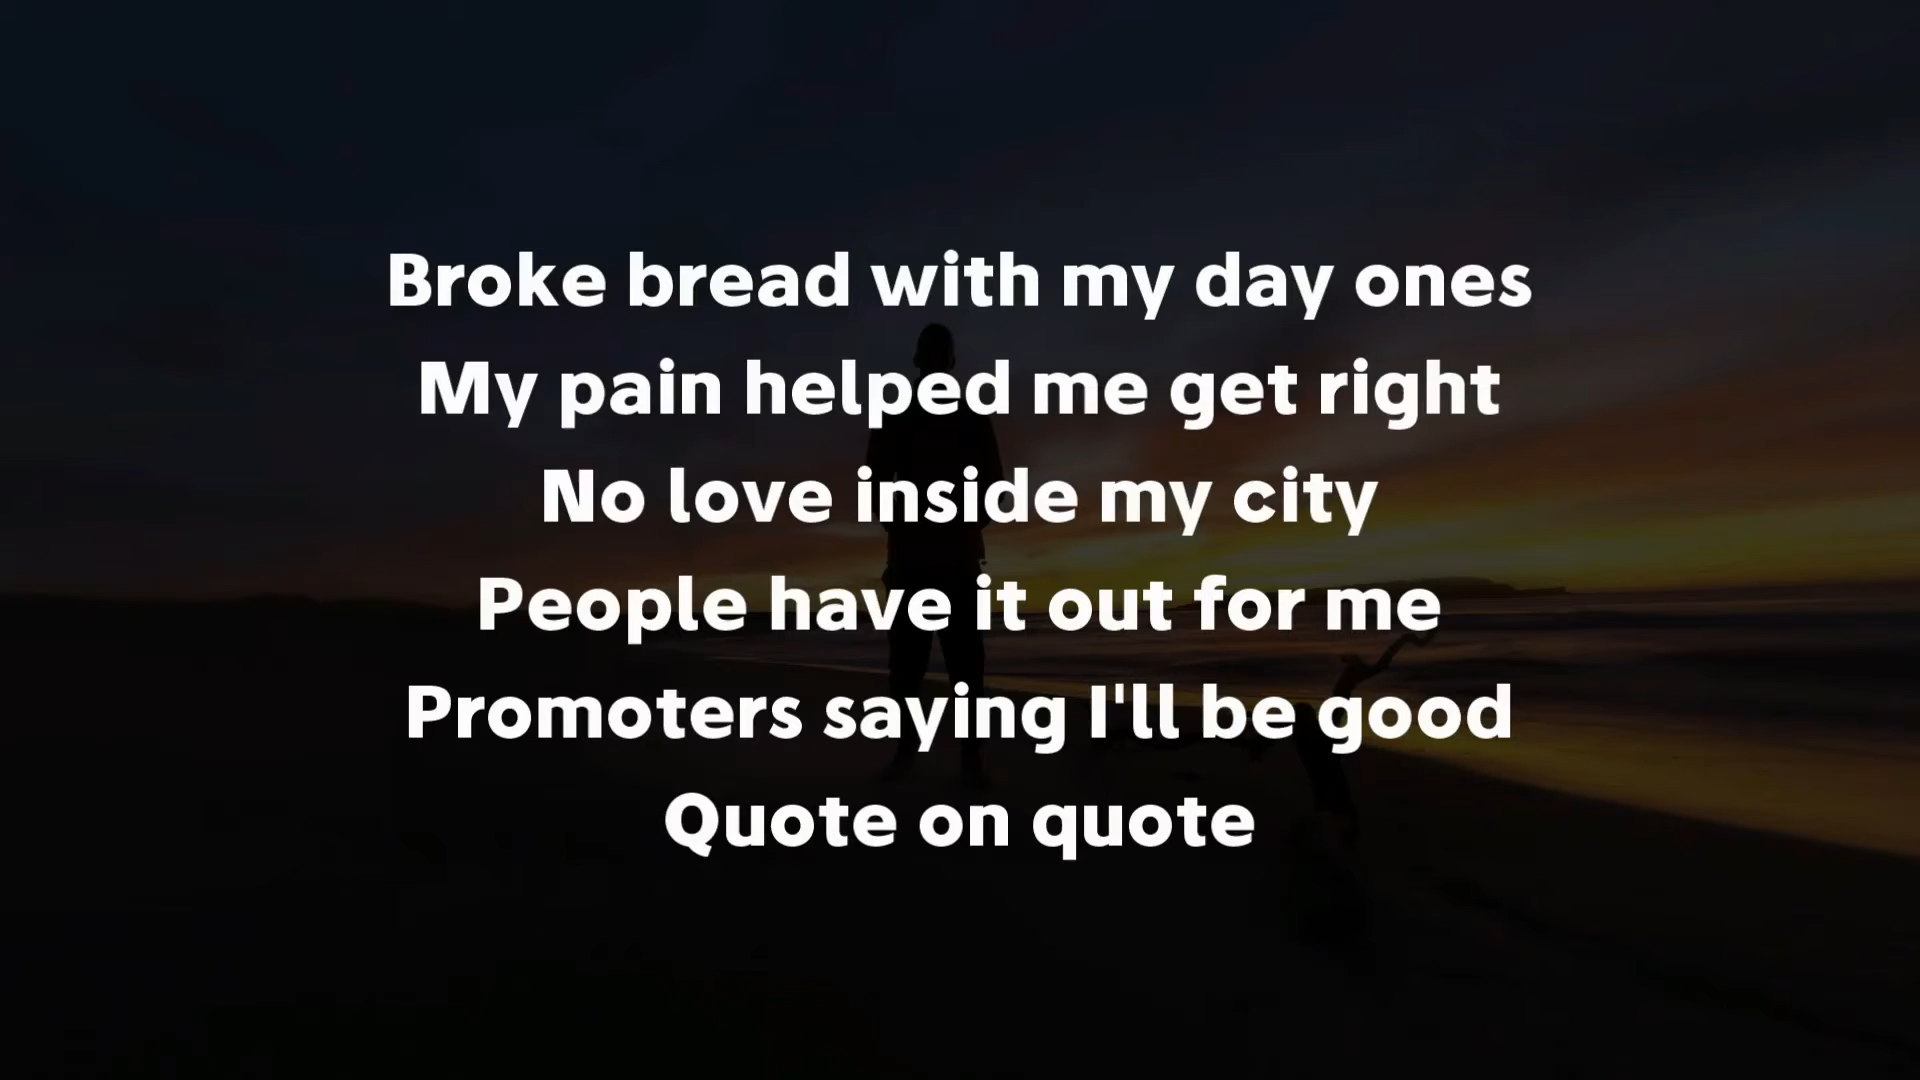 Broke bread with my day ones
My pain helped me get right
No love inside my city
People have it out for me
Promoters saying I'll be good
Quote on quote